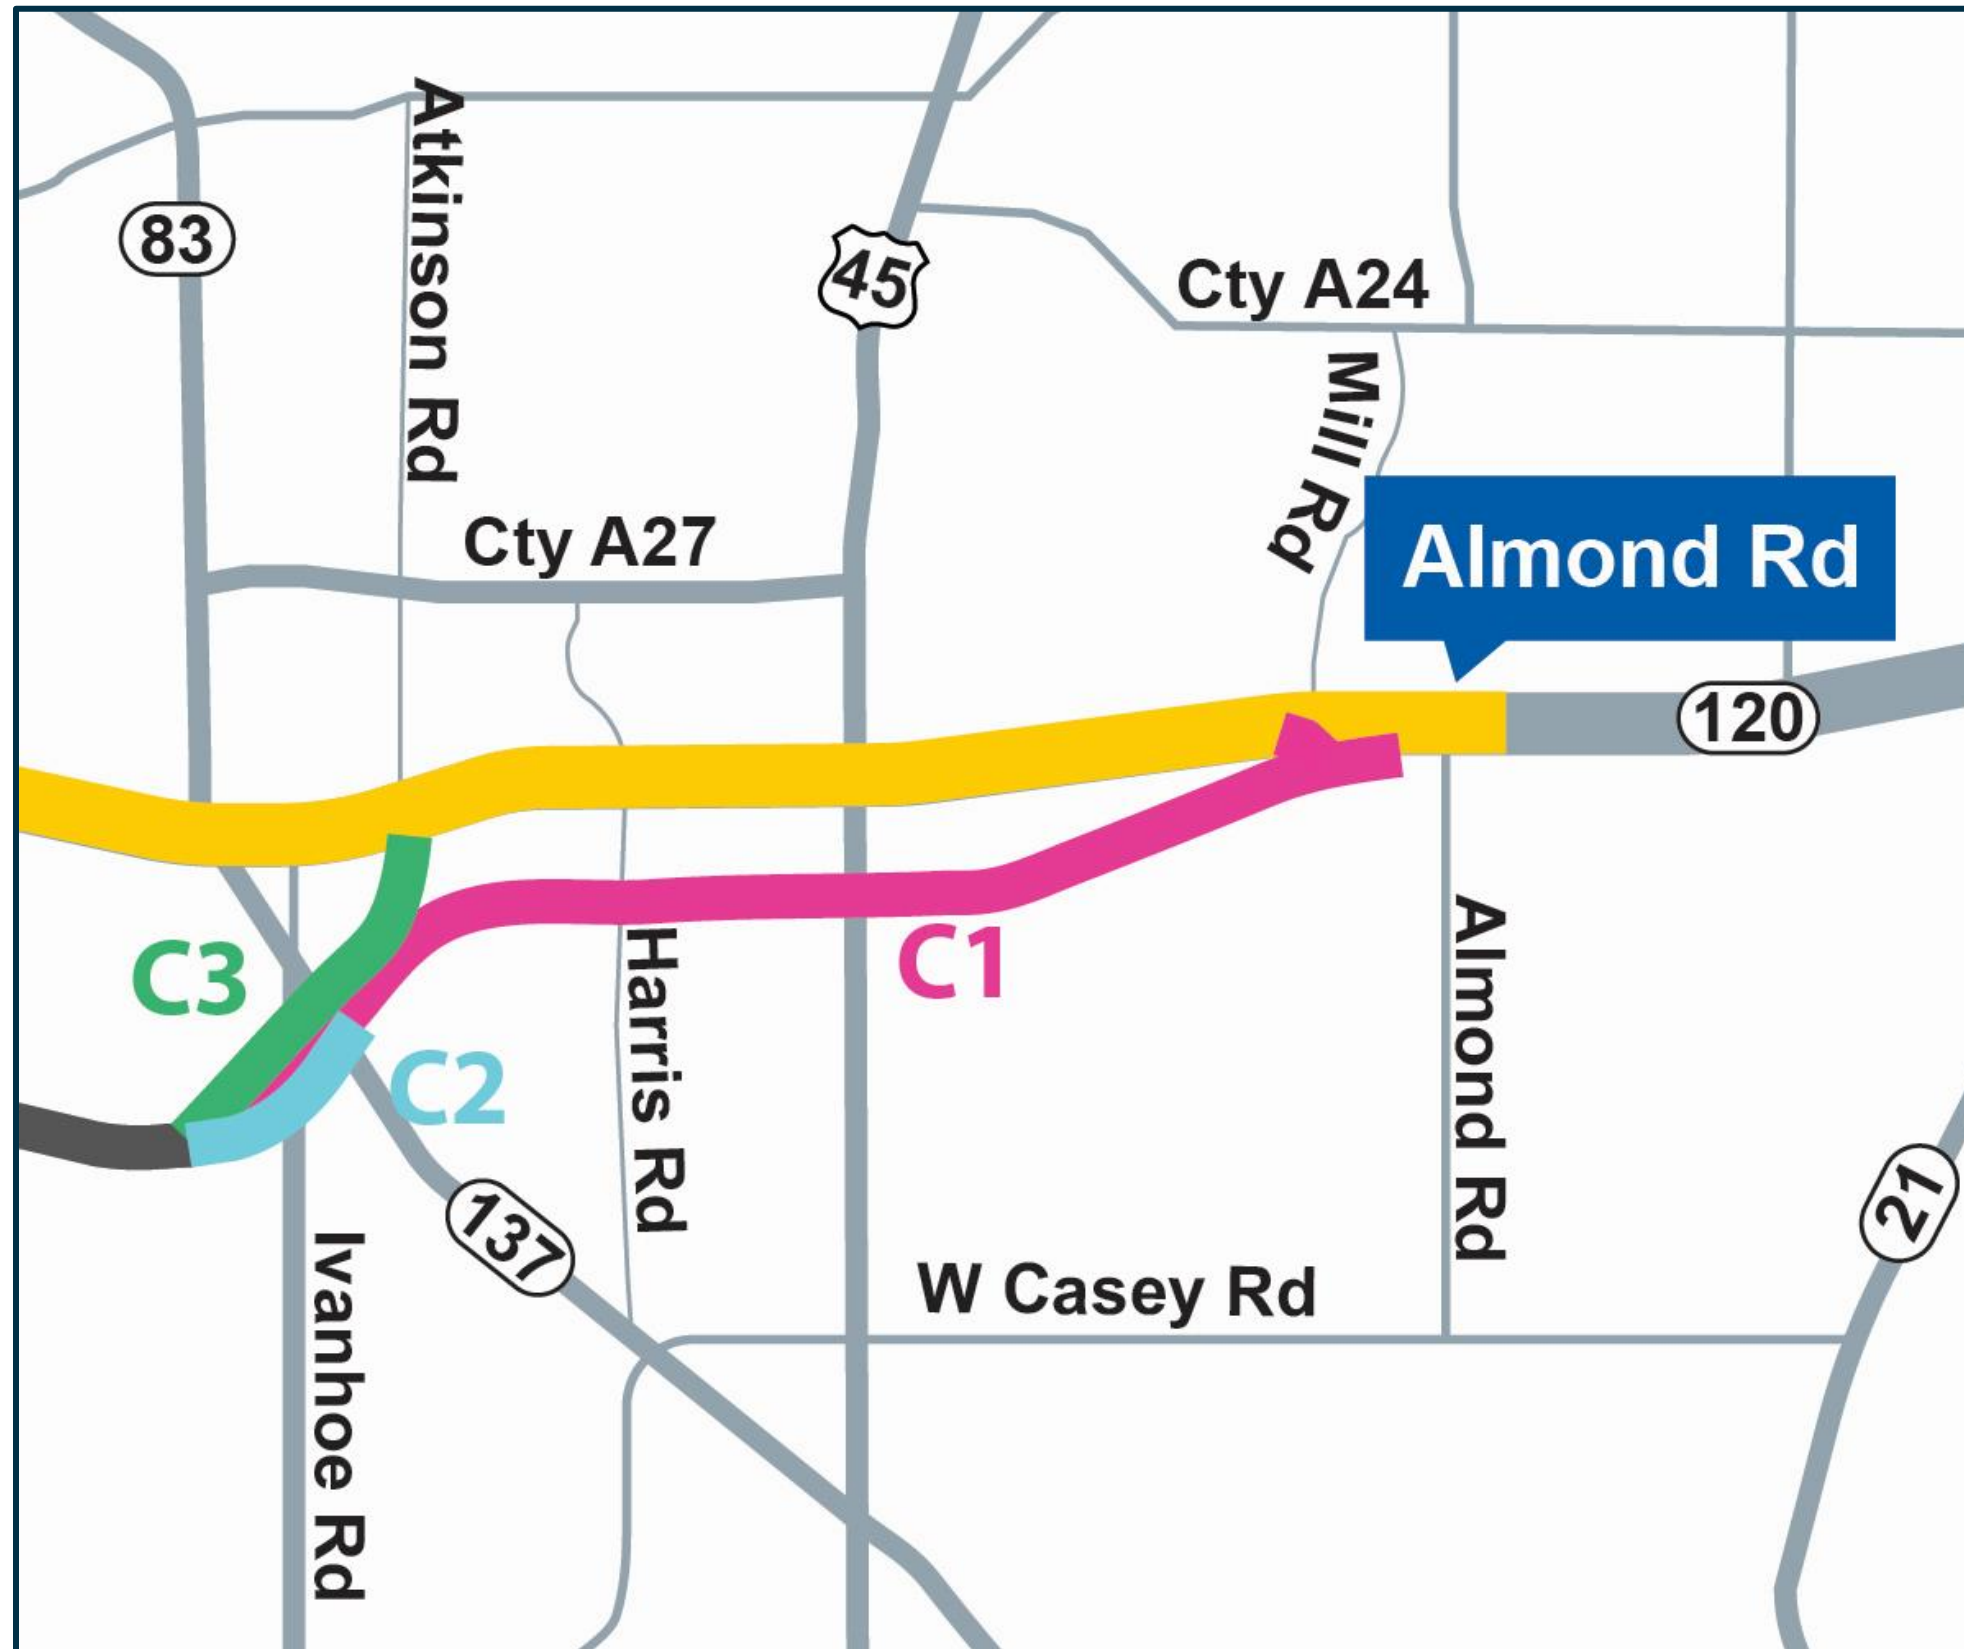 Atkinson Rd
83
45
Cty A24
Mill Rd
Cty A27
Almond Rd
120
C3
C1
C2
Harris Rd
Almond Rd
137
21
Ivanhoe Rd
W Casey Rd